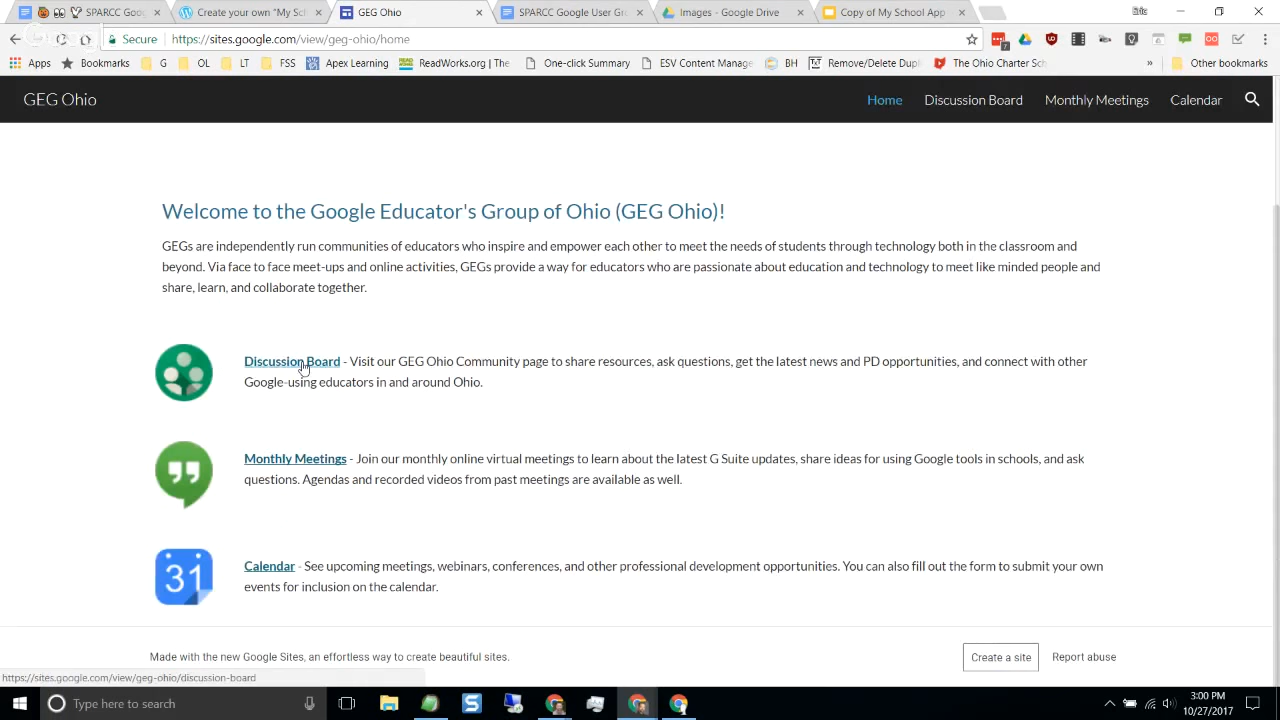 SPARCC Goog
Create your own "My Sch
GEG Ohio
SPARCC Google User Gr
Images - Google Drive
Copy of My School App
Secure
https://sites.google.com/view/geg-ohio/home
Apps
Bookmarks
G
OL
LT
FSS
Apex Learning
ReadWorks.org | The
One-click Summary
ESV Content Manage
BH
Remove/Delete Dupl
The Ohio Charter Sch
»
Other bookmarks
GEG Ohio
Home
Discussion Board
Monthly Meetings
Calendar
Welcome to the Google Educator's Group of Ohio (GEG Ohio)!
GEGs are independently run communities of educators who inspire and empower each other to meet the needs of students through technology both in the classroom and
beyond. Via face to face meet-ups and online activities, GEGs provide a way for educators who are passionate about education and technology to meet like minded people and
share, learn, and collaborate together.
Discussion Board - Visit our GEG Ohio Community page to share resources, ask questions, get the latest news and PD opportunities, and connect with other
Google-using educators in and around Ohio.
Monthly Meetings - Join our monthly online virtual meetings to learn about the latest G Suite updates, share ideas for using Google tools in schools, and ask
questions. Agendas and recorded videos from past meetings are available as well.
31
Calendar - See upcoming meetings, webinars, conferences, and other professional development opportunities. You can also fill out the form to submit your own
events for inclusion on the calendar.
Made with the new Google Sites, an effortless way to create beautiful sites.
Create a site
Report abuse
https://sites.google.com/view/geg-ohio/discussion-board
Type here to search
3:00 PM
10/27/2017